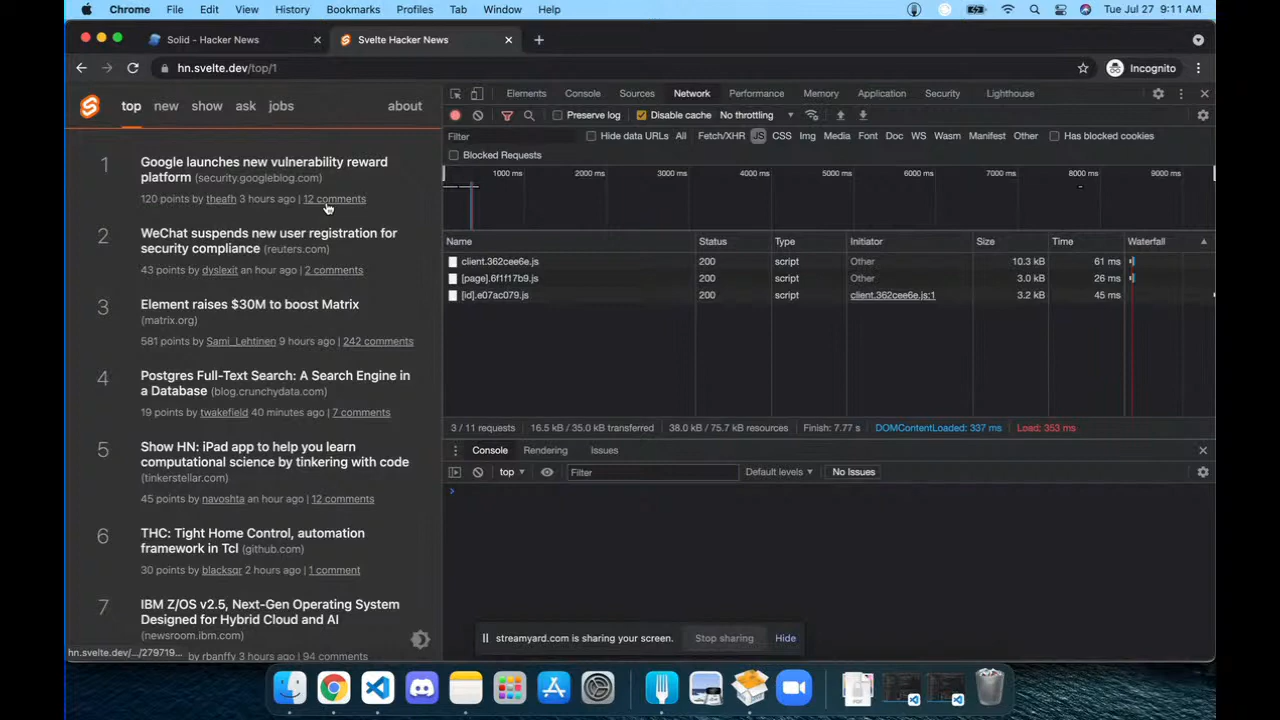 Chrome File Edit View History Bookmarks Profiles Tab Window Help Tue Jul 27 9:11 AM
Solid - Hacker News Svelte Hacker News
hn.svelte.dev/top/1 Incognito
top new show ask jobs about
Elements Console Sources Network Performance Memory Application Security Lighthouse
Preserve log Disable cache No throttling
Filter Hide data URLs All Fetch/XHR JS CSS Img Media Font Doc WS Wasm Manifest Other Has blocked cookies
Blocked Requests
1000 ms 2000 ms 3000 ms 4000 ms 5000 ms 6000 ms 7000 ms 8000 ms 9000 ms
Name Status Type Initiator Size Time Waterfall
client.362cee6e.js 200 script Other 10.3 kB 61 ms
[page].6f1f17b9.js 200 script Other 3.0 kB 26 ms
[id].e07ac079.js 200 script client.362cee6e.js:1 3.2 kB 45 ms
3 / 11 requests 16.5 kB / 35.0 kB transferred 38.0 kB / 75.7 kB resources Finish: 7.77 s DOMContentLoaded: 337 ms Load: 353 ms
Console Rendering Issues
top Filter Default levels No Issues
1 Google launches new vulnerability reward
platform (security.googleblog.com)
120 points by theafh 3 hours ago | 12 comments
2 WeChat suspends new user registration for
security compliance (reuters.com)
43 points by dyslexit an hour ago | 2 comments
3 Element raises $30M to boost Matrix
(matrix.org)
581 points by Sami_Lehtinen 9 hours ago | 242 comments
4 Postgres Full-Text Search: A Search Engine in
a Database (blog.crunchydata.com)
19 points by twakefield 40 minutes ago | 7 comments
5 Show HN: iPad app to help you learn
computational science by tinkering with code
(tinkerstellar.com)
45 points by navoshta an hour ago | 12 comments
6 THC: Tight Home Control, automation
framework in Tcl (github.com)
30 points by blacksqr 2 hours ago | 1 comment
7 IBM Z/OS v2.5, Next-Gen Operating System
Designed for Hybrid Cloud and AI
(newsroom.ibm.com)
by rbanffy 3 hours ago | 94 comments
hn.svelte.dev/.../279719...
streamyard.com is sharing your screen. Stop sharing Hide